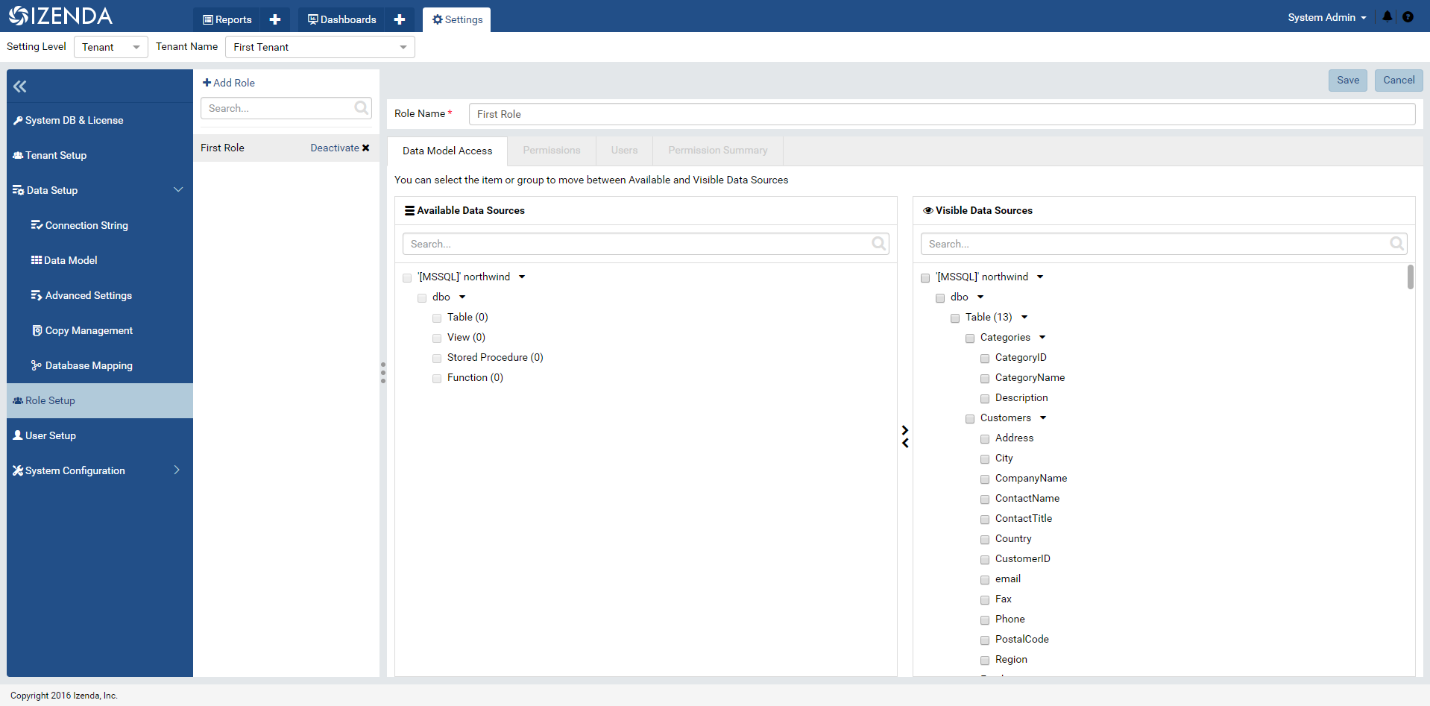 IZENDA
Reports
Dashboards
Settings
System Admin
Setting Level Tenant Tenant Name First Tenant
System DB & License
Tenant Setup
Data Setup
Connection String
Data Model
Advanced Settings
Copy Management
Database Mapping
Role Setup
User Setup
System Configuration
Add Role
Search...
First Role Deactivate
Save Cancel
Role Name * First Role
Data Model Access Permissions Users Permission Summary
You can select the item or group to move between Available and Visible Data Sources
Available Data Sources
Search...
'[MSSQL]' northwind
dbo
Table (0)
View (0)
Stored Procedure (0)
Function (0)
Visible Data Sources
Search...
'[MSSQL]' northwind
dbo
Table (13)
Categories
CategoryID
CategoryName
Description
Customers
Address
City
CompanyName
ContactName
ContactTitle
Country
CustomerID
email
Fax
Phone
PostalCode
Region
Copyright 2016 Izenda, Inc.